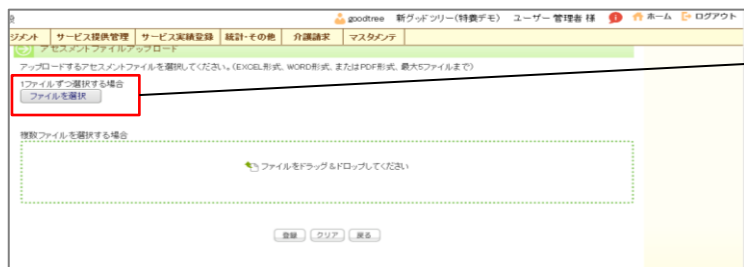 goodtree 新グッドツリー(特養デモ) ユーザー 管理者 様 ホーム ログアウト
ジメント サービス提供管理 サービス実績登録 統計・その他 介護請求 マスタメンテ
アセスメントファイルアップロード
アップロードするアセスメントファイルを選択してください。(EXCEL形式、WORD形式、またはPDF形式、最大5ファイルまで)
1ファイルずつ選択する場合
ファイルを選択
複数ファイルを選択する場合
ファイルをドラッグ&ドロップしてください
登録 クリア 戻る